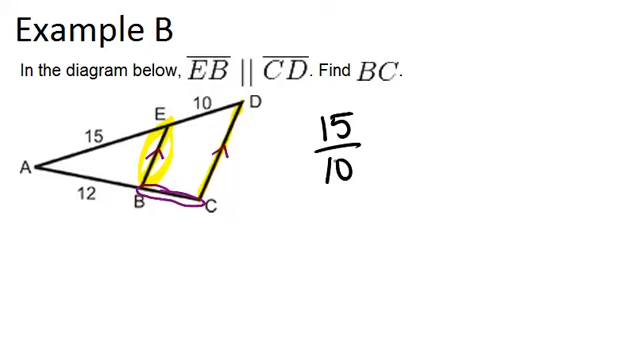 Example B
In the diagram below, EB || CD. Find BC.
10
D
E
15
A
12
B
C
15
10